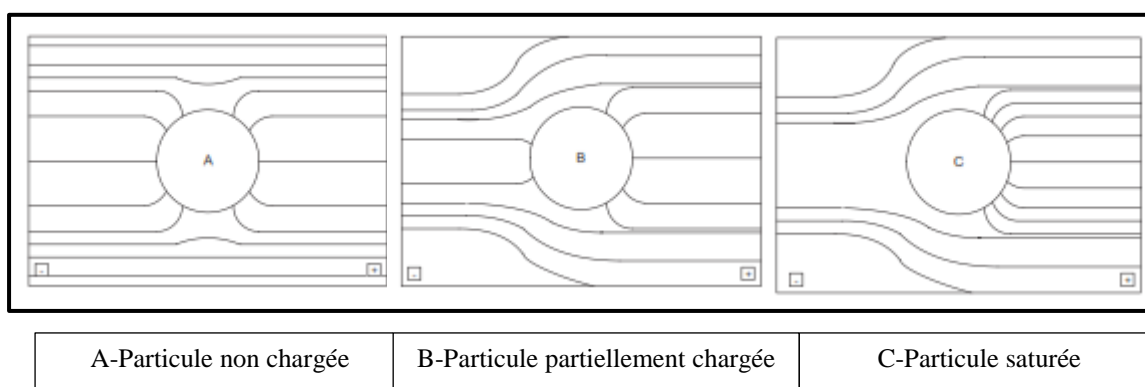 A
B
C
- + - + - +
A-Particule non chargée B-Particule partiellement chargée C-Particule saturée